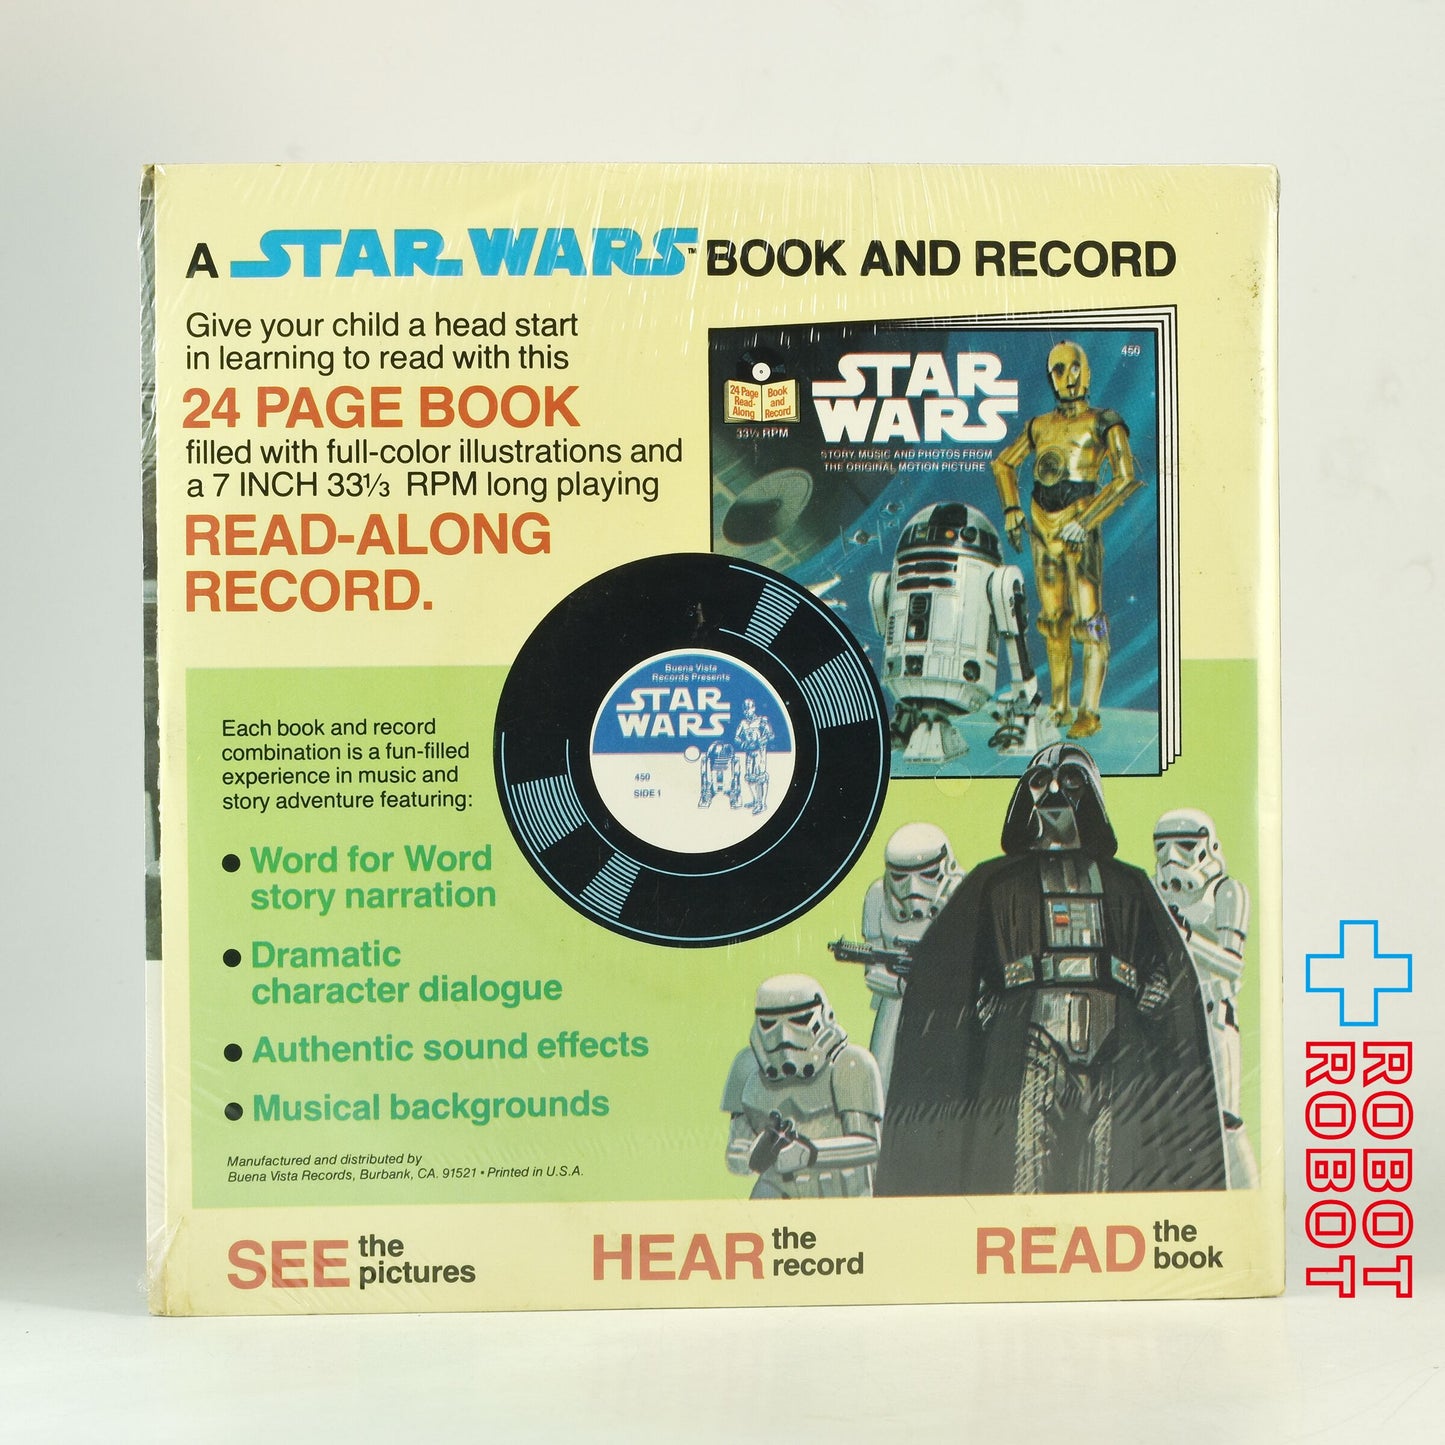 A STAR WARS™ BOOK AND RECORD
Give your child a head start
in learning to read with this
24 PAGE BOOK
filled with full-color illustrations and
a 7 INCH 33⅓ RPM long playing
READ-ALONG
RECORD.
24 Page
Read-
Along
Book
and
Record
33⅓ RPM
STAR
WARS
450
STORY, MUSIC AND PHOTOS FROM
THE ORIGINAL MOTION PICTURE
Buena Vista
Records Presents
STAR
WARS
450
SIDE 1
Each book and record
combination is a fun-filled
experience in music and
story adventure featuring:
● Word for Word
story narration
● Dramatic
character dialogue
● Authentic sound effects
● Musical backgrounds
Manufactured and distributed by
Buena Vista Records, Burbank, CA. 91521 • Printed in U.S.A.
SEE the
pictures
HEAR the
record
READ the
book
ROBOT
ROBOT